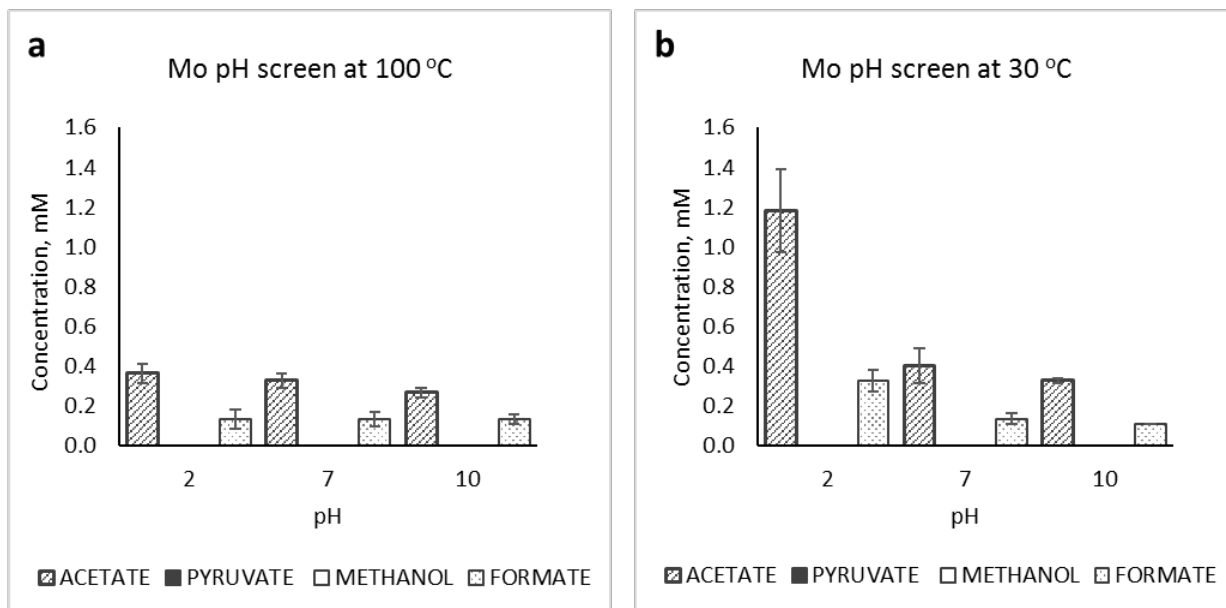 a
Mo pH screen at 100 °C
Concentration, mM
1.6
1.4
1.2
1.0
0.8
0.6
0.4
0.2
0.0
2 7 10
pH
ACETATE PYRUVATE METHANOL FORMATE
b
Mo pH screen at 30 °C
Concentration, mM
1.6
1.4
1.2
1.0
0.8
0.6
0.4
0.2
0.0
2 7 10
pH
ACETATE PYRUVATE METHANOL FORMATE